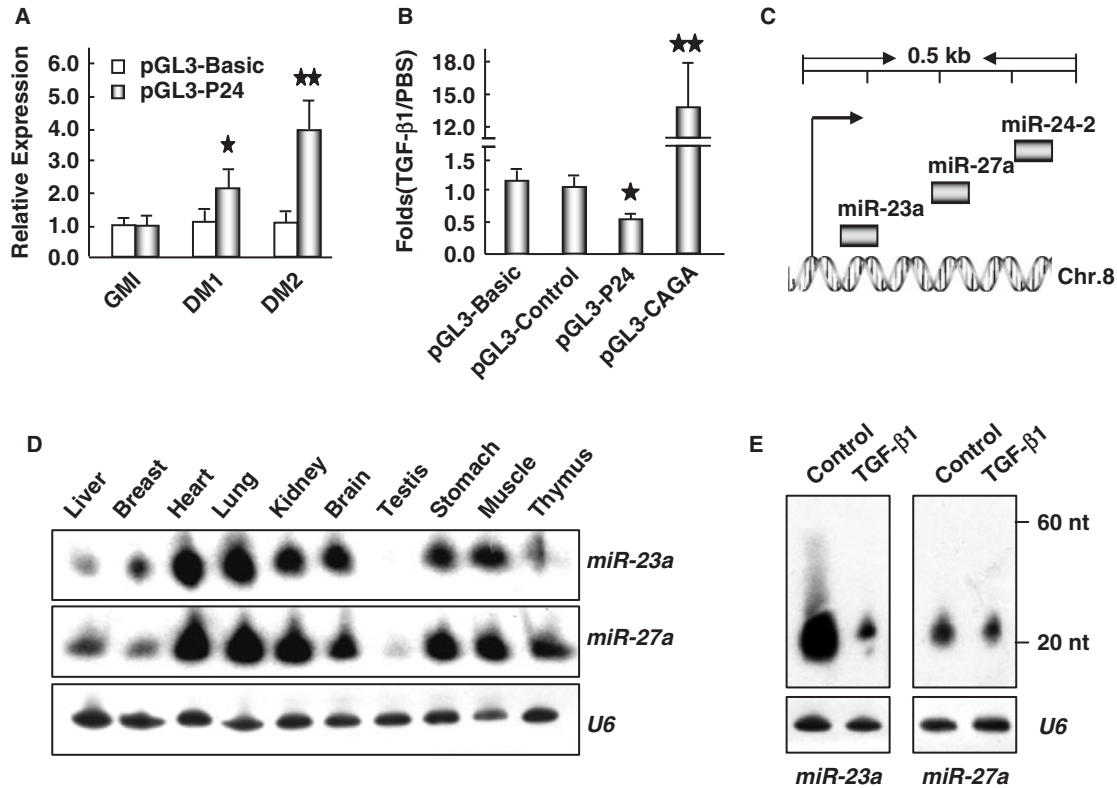 A
Relative Expression
6.0
5.0
4.0
3.0
2.0
1.0
0.0
pGL3-Basic
pGL3-P24
GMI
DM1
DM2
B
Folds(TGF-β1/PBS)
18.0
15.0
12.0
1.5
1.0
0.5
0.0
pGL3-Basic
pGL3-Control
pGL3-P24
pGL3-CAGA
C
0.5 kb
miR-24-2
miR-27a
miR-23a
Chr.8
D
Liver
Breast
Heart
Lung
Kidney
Brain
Testis
Stomach
Muscle
Thymus
miR-23a
miR-27a
U6
E
Control
TGF-β1
Control
TGF-β1
60 nt
20 nt
U6
miR-23a
miR-27a